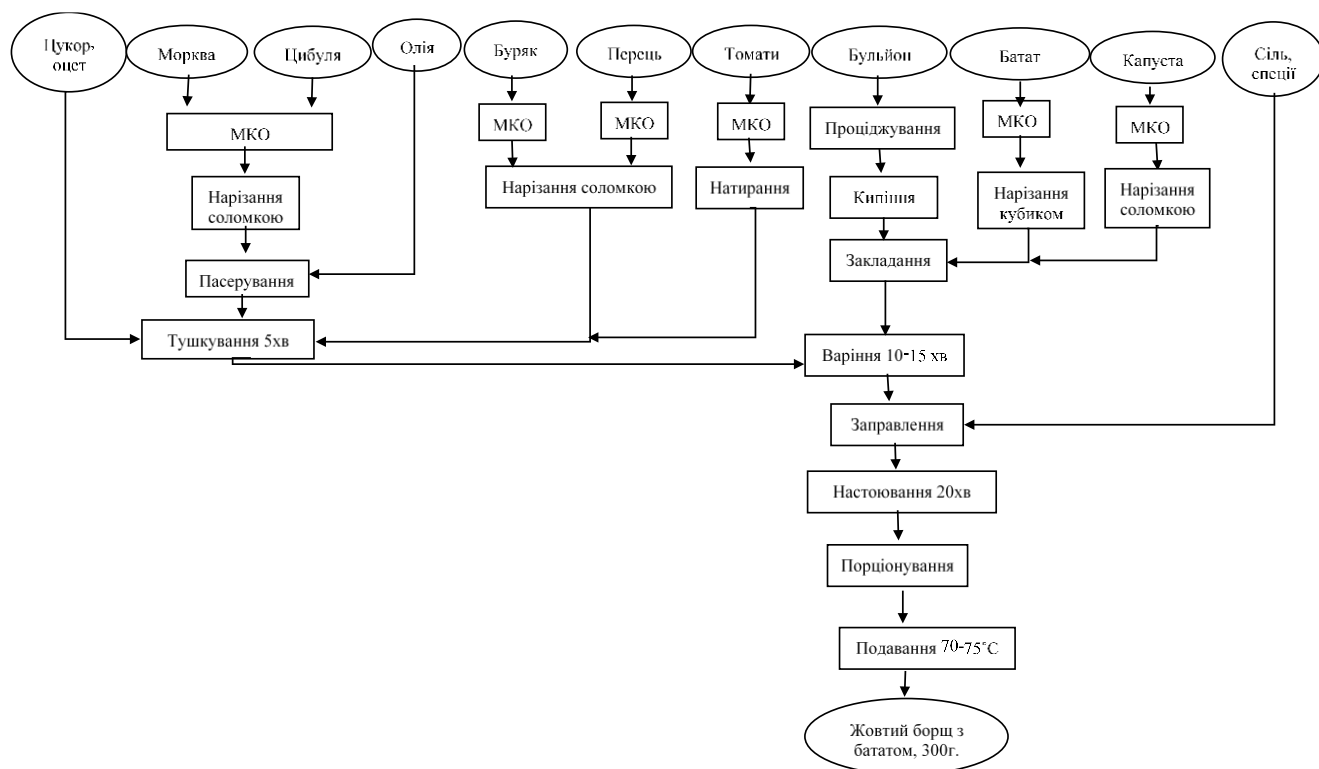 Цукор,
оцет
Морква
Цибуля
Олія
Буряк
Перець
Томати
Бульйон
Батат
Капуста
Сіль,
спеції
МКО
МКО
МКО
МКО
Проціджування
МКО
МКО
Нарізання
соломкою
Нарізання соломкою
Натирання
Кипіння
Нарізання
кубиком
Нарізання
соломкою
Пасерування
Закладання
Тушкування 5хв
Варіння 10-15 хв
Заправлення
Настоювання 20хв
Порціонування
Подавання 70-75°С
Жовтий борщ з
бататом, 300г.